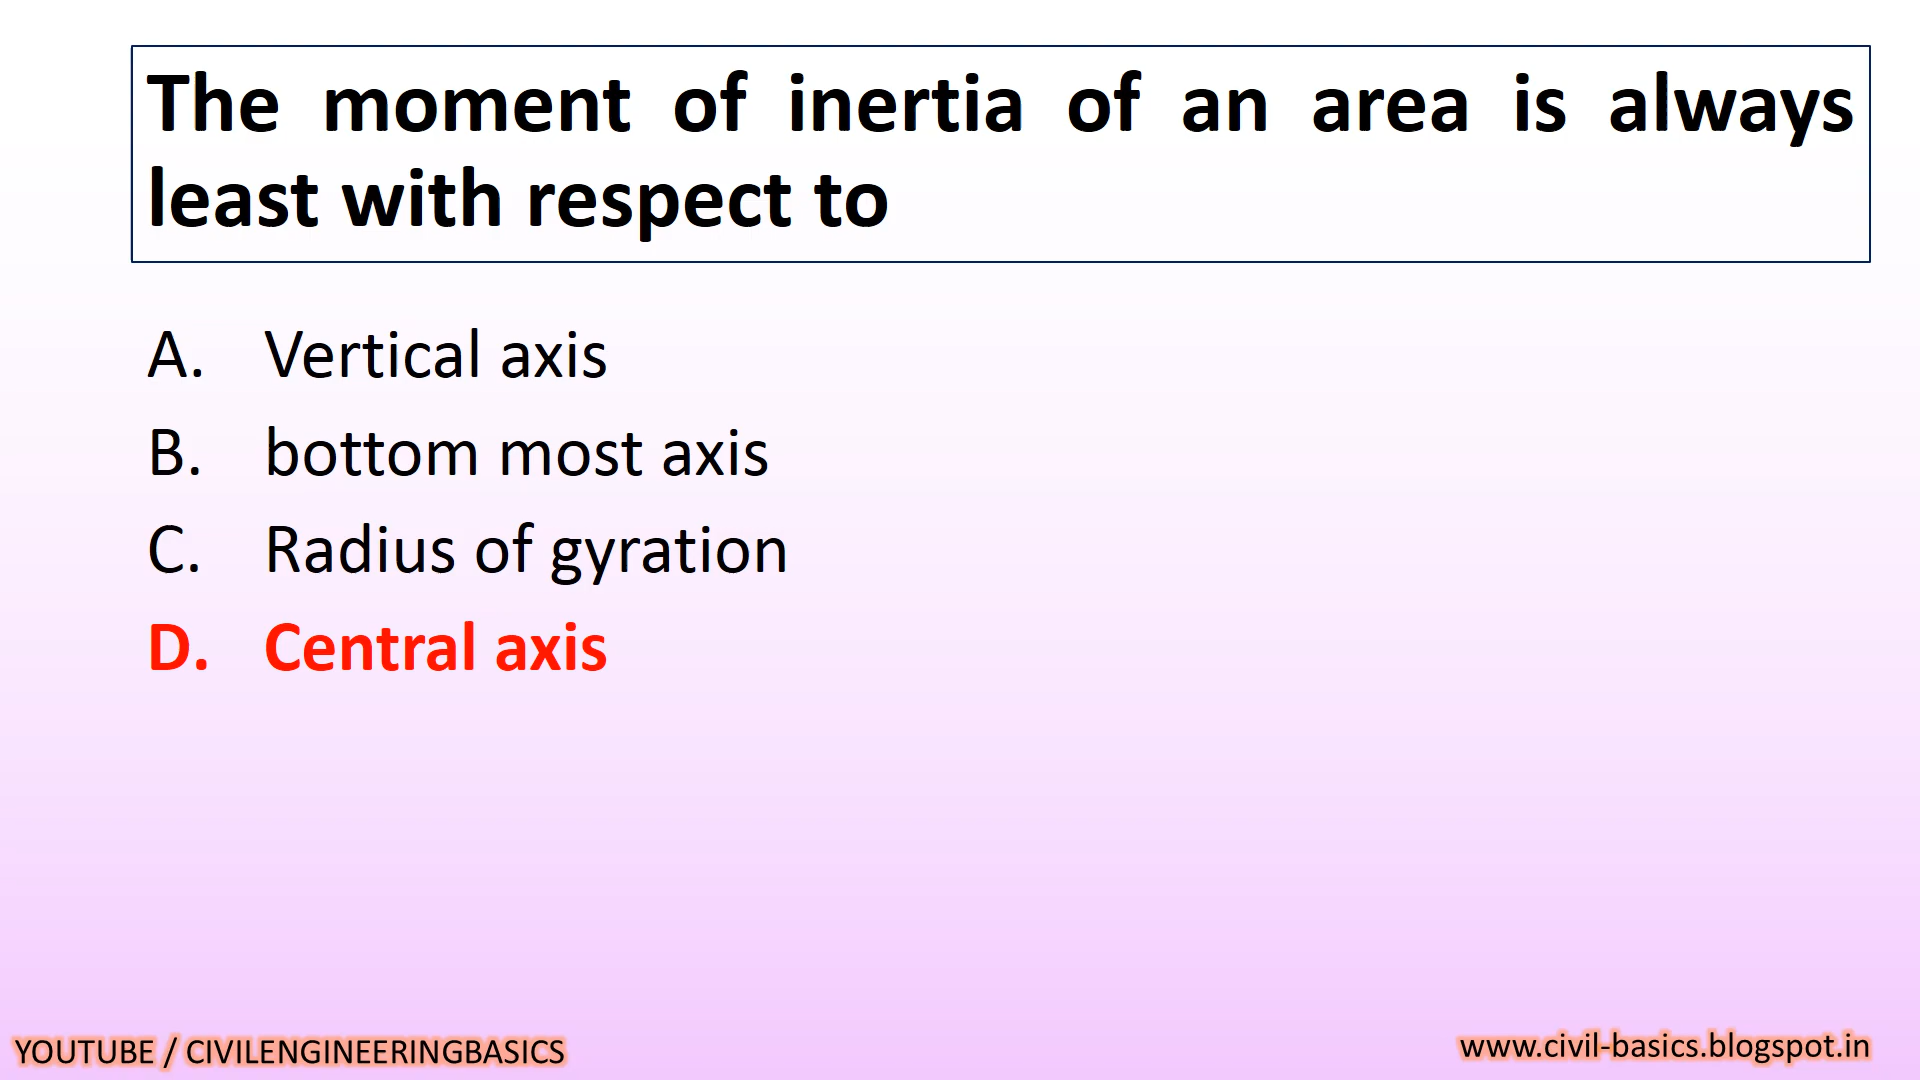 The moment of inertia of an area is always
least with respect to
A. Vertical axis
B. bottom most axis
C. Radius of gyration
D. Central axis
YOUTUBE / CIVILENGINEERINGBASICS
www.civil-basics.blogspot.in